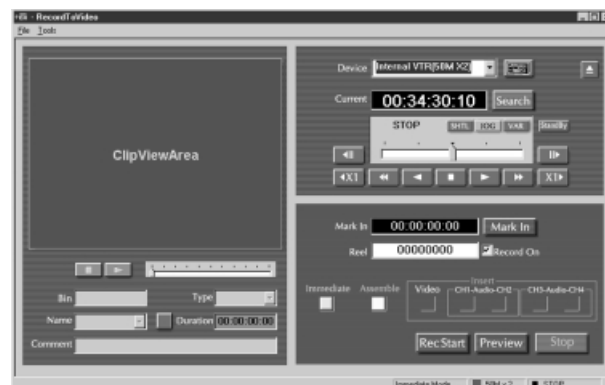 - RecordToVideo
File Tools
ClipViewArea
Bin
Type
Name
Duration 00:00:00:00
Comment
Device Internal VTR(50M X2)
Current 00:34:30:10 Search
STOP SHTL JOG VAR Standby
X1 X1
Mark In 00:00:00:00 Mark In
Reel 00000000 Record On
Immediate Assemble
Insert
Video CH1-Audio-CH2 CH3-Audio-CH4
Rec Start Preview Stop
Immediate Mode 50M x 2 STOP